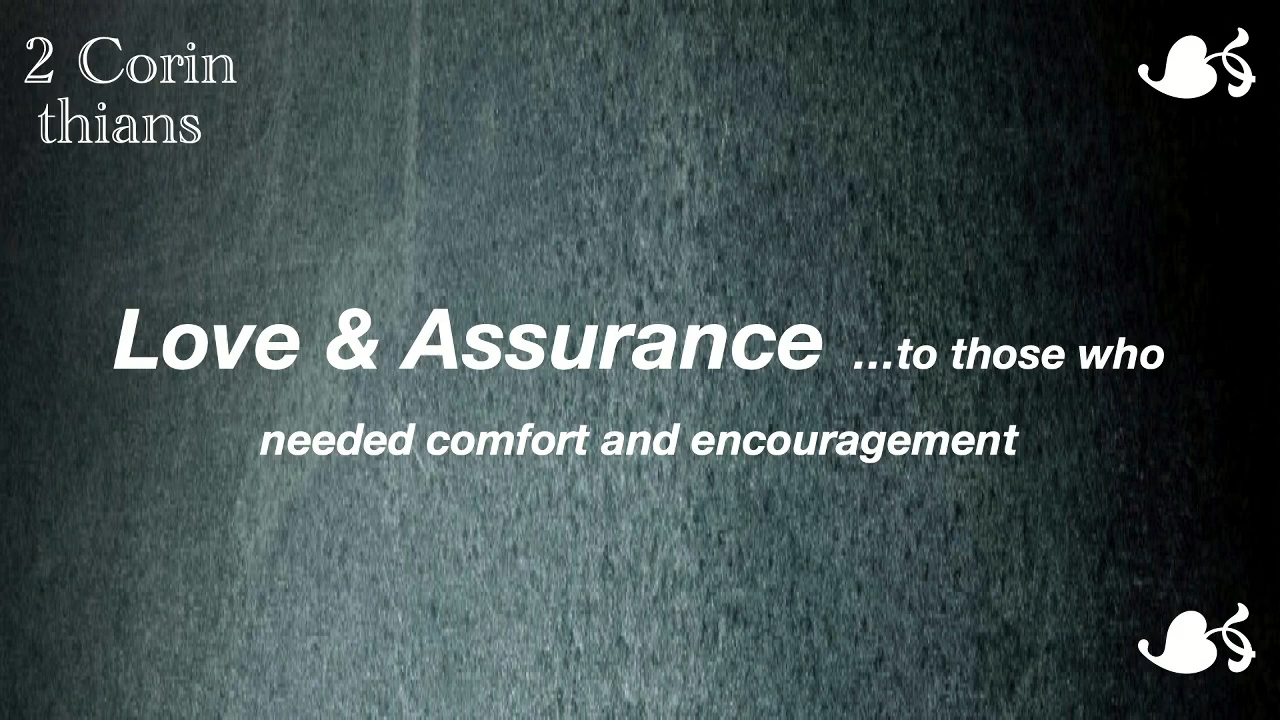 2 Corin
thians
Love & Assurance ...to those who
needed comfort and encouragement